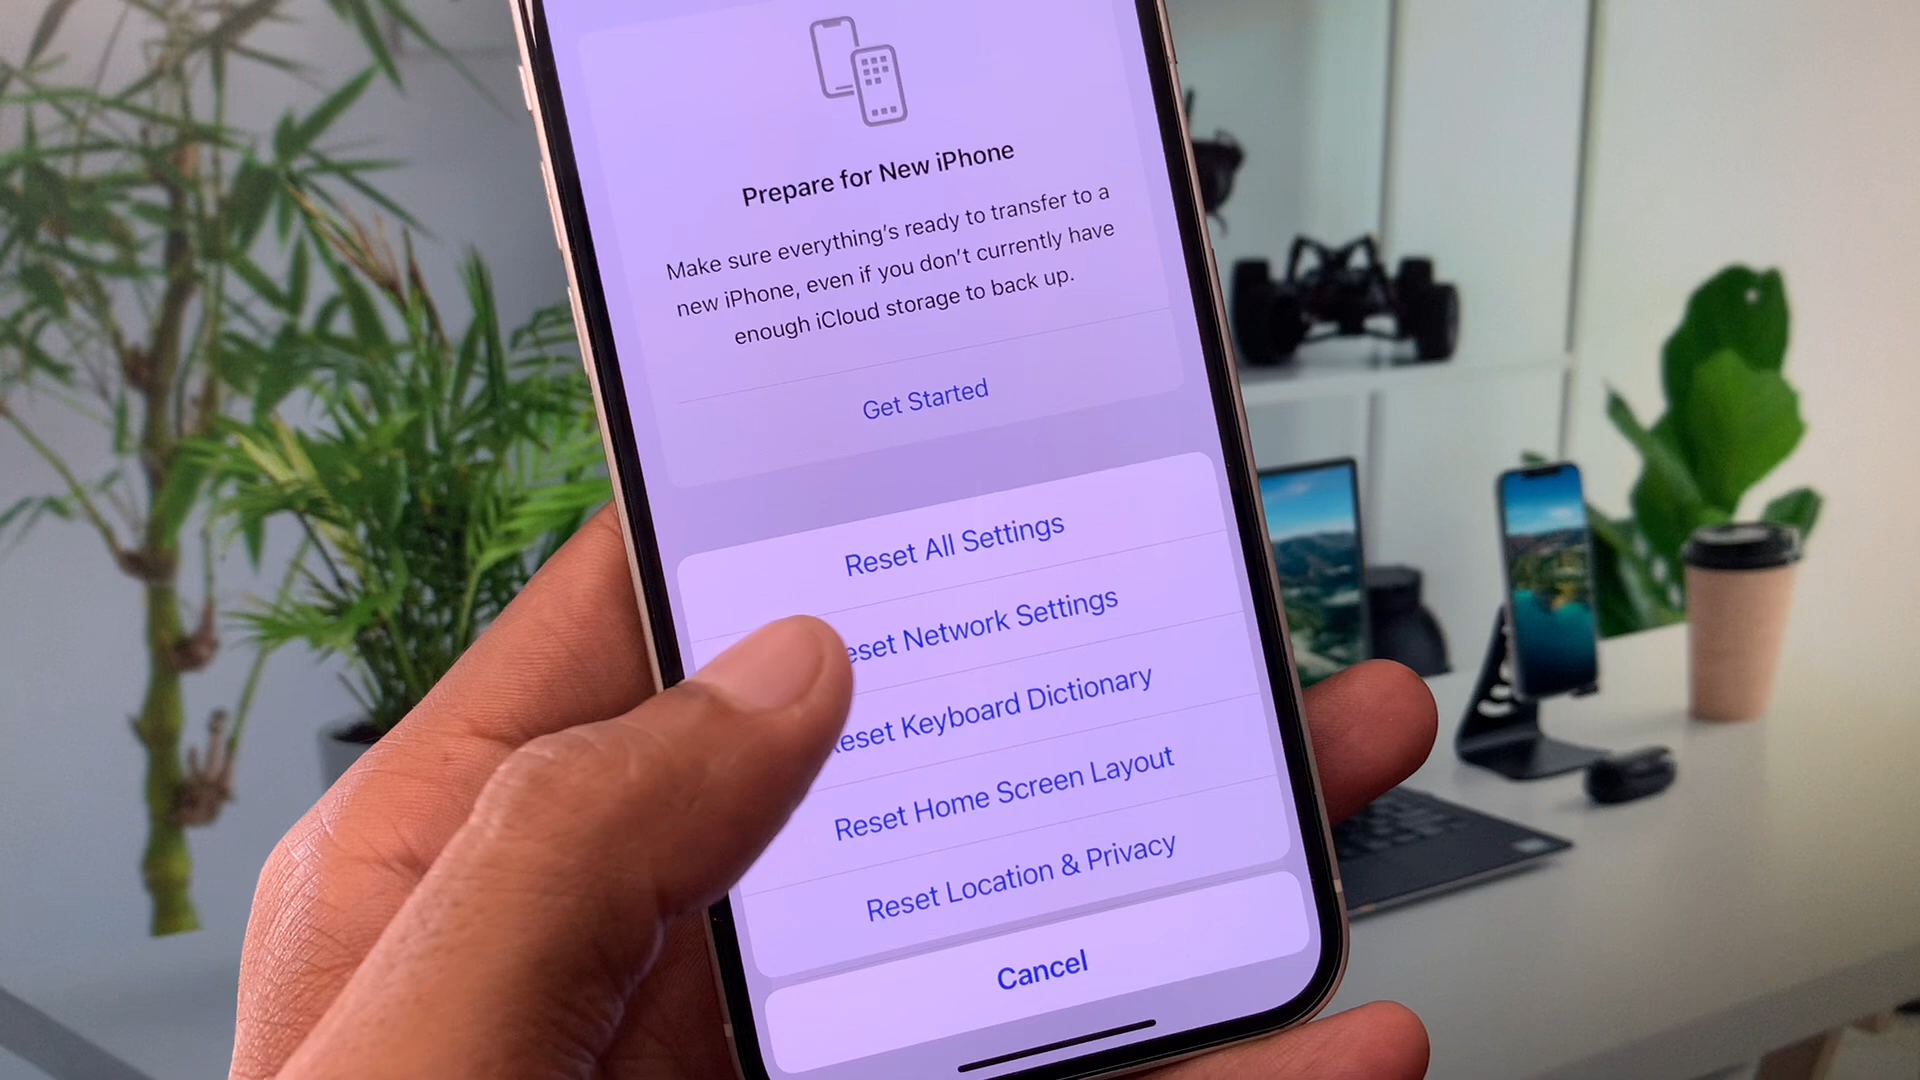 Prepare for New iPhone
Make sure everything's ready to transfer to a
new iPhone, even if you don't currently have
enough iCloud storage to back up.
Get Started
Reset All Settings
eset Network Settings
eset Keyboard Dictionary
Reset Home Screen Layout
Reset Location & Privacy
Cancel